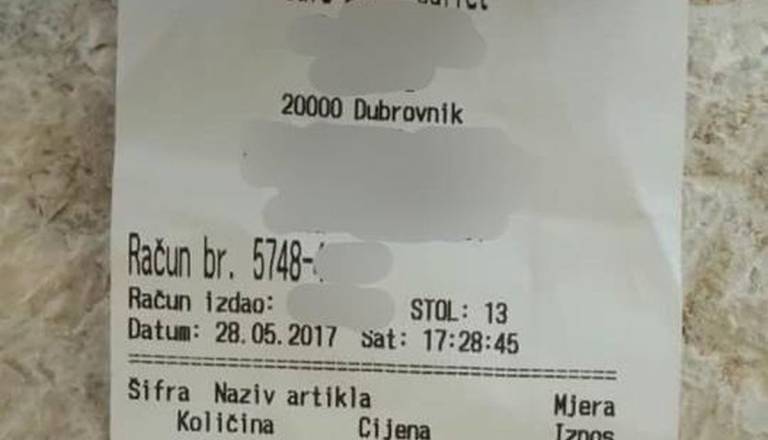 20000 Dubrovnik
Račun br. 5748-
Račun izdao: STOL: 13
Datum: 28.05.2017 Sat: 17:28:45
========================================
Šifra Naziv artikla Mjera
Količina Cijena Iznos